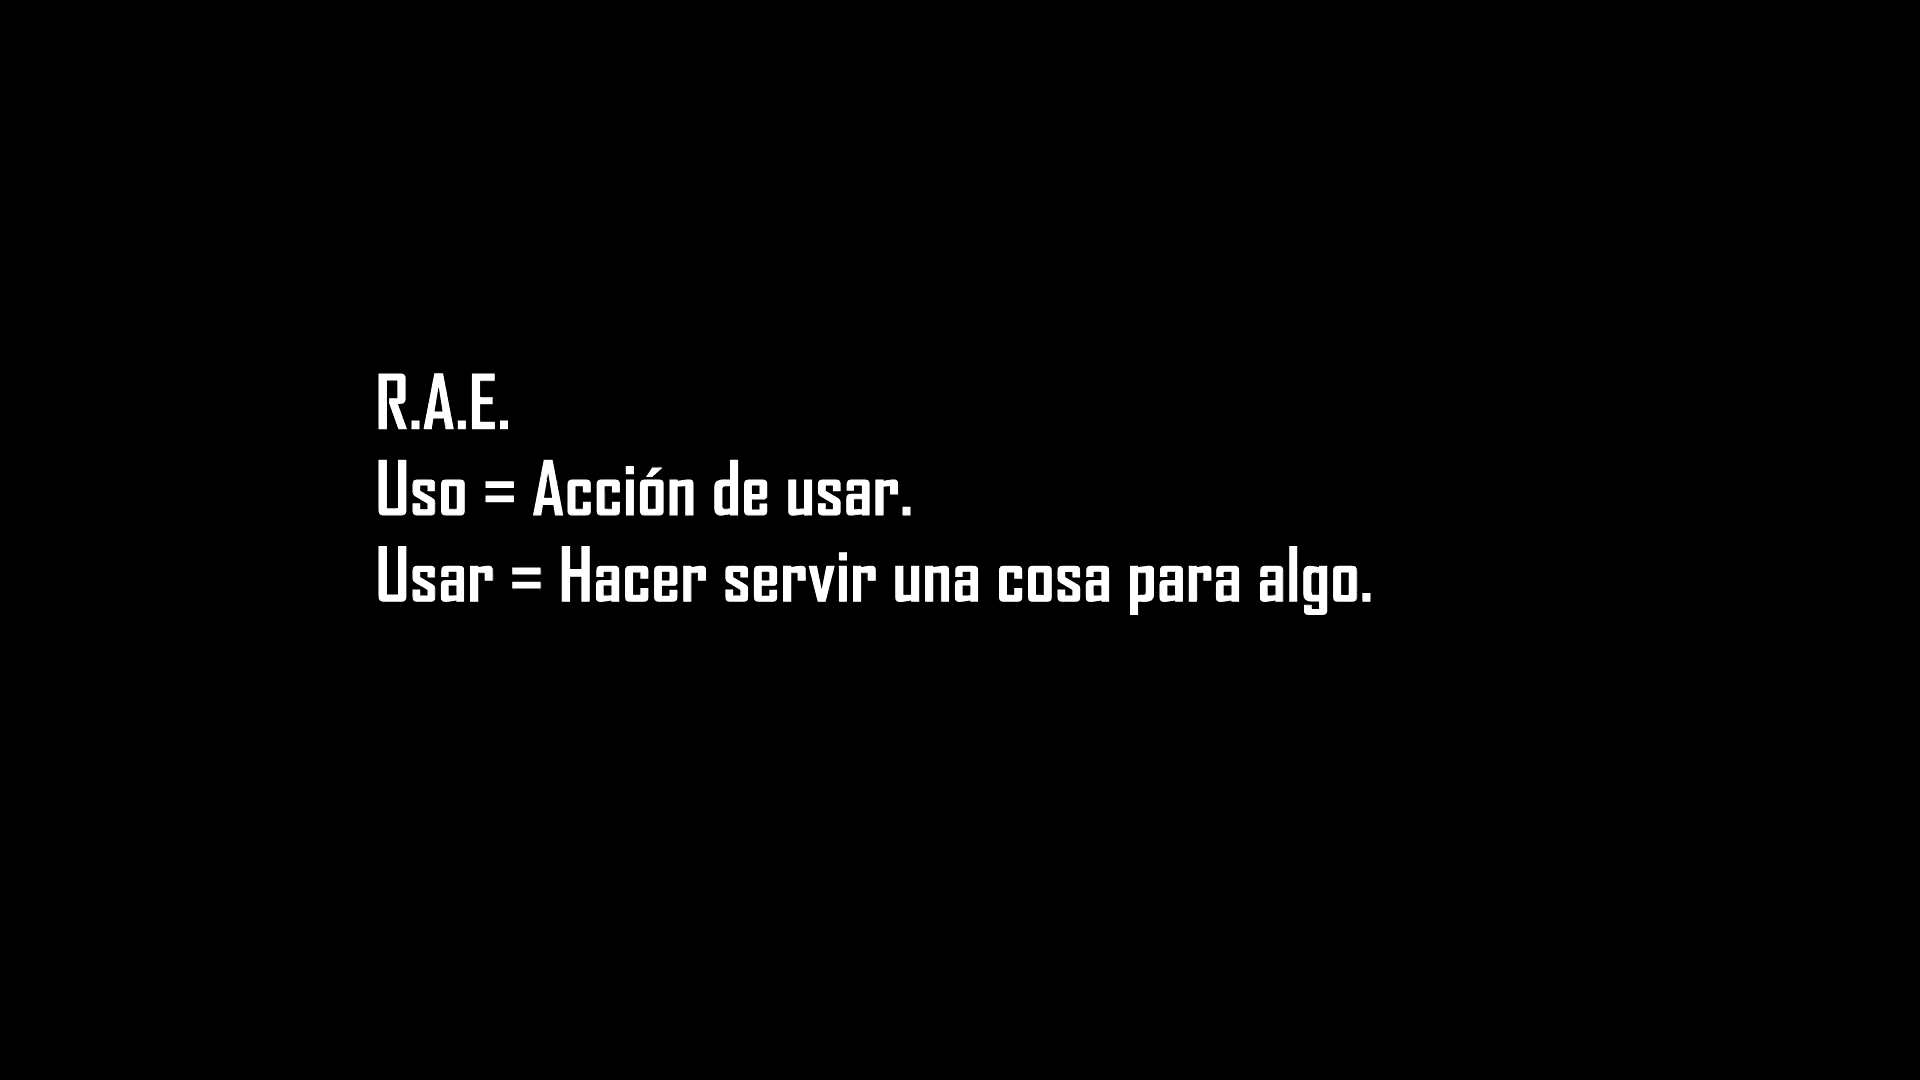 R.A.E.
Uso = Acción de usar.
Usar = Hacer servir una cosa para algo.